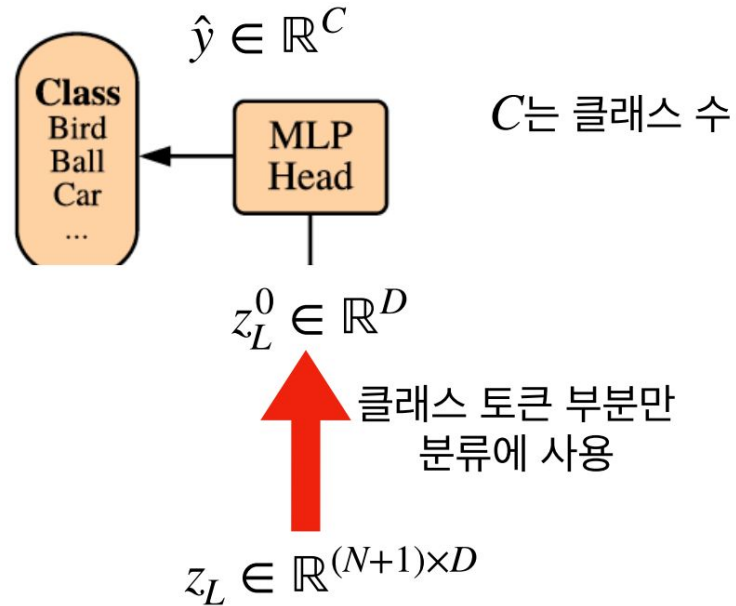 ŷ ∈ ℝ^C
Class
Bird
Ball
Car
...
MLP
Head
C는 클래스 수
z_L^0 ∈ ℝ^D
클래스 토큰 부분만
분류에 사용
z_L ∈ ℝ^{(N+1)×D}